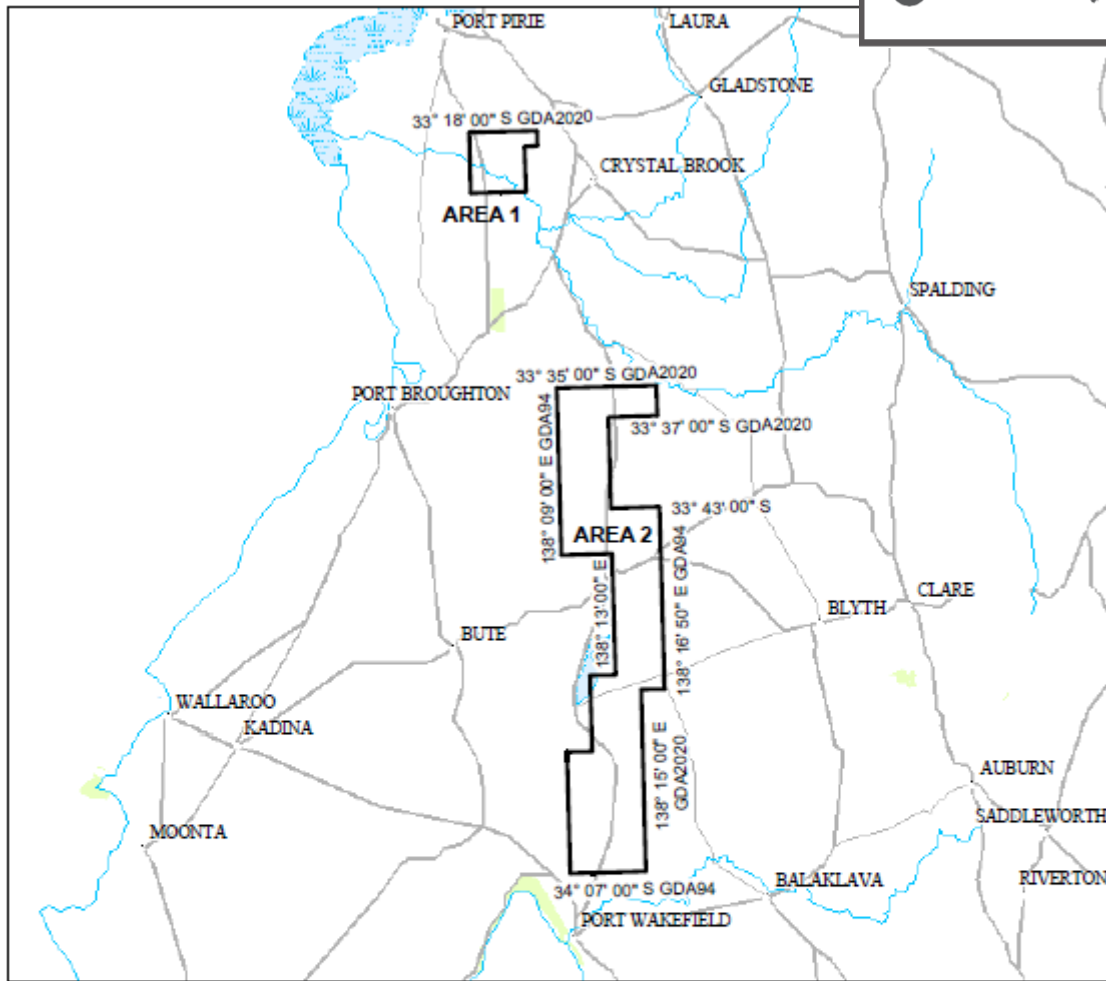 PORT PIRIE
LAURA
GLADSTONE
33° 18' 00" S GDA2020
CRYSTAL BROOK
AREA 1
SPALDING
33° 35' 00" S GDA2020
PORT BROUGHTON
33° 37' 00" S GDA2020
138° 09' 00" E GDA94
33° 43' 00" S
AREA 2
138° 13' 00" E
138° 16' 50" E GDA94
CLARE
BLYTH
BUTE
WALLAROO
KADINA
138° 15' 00" E
GDA2020
AUBURN
SADDLEWORTH
MOONTA
RIVERTON
BALAKLAVA
34° 07' 00" S GDA94
PORT WAKEFIELD